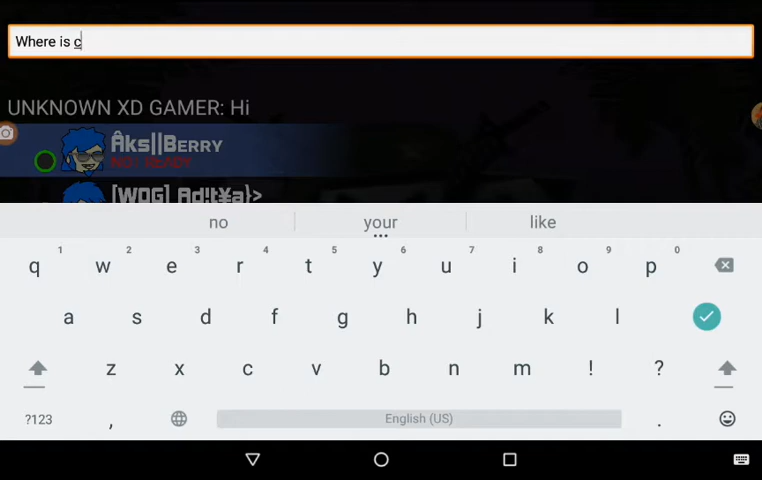 Where is c
UNKNOWN XD GAMER: Hi
Âks||BERRY
NOT READY
[WOG] Ad!t¥a}>
no your like
1 2 3 4 5 6 7 8 9 0
q w e r t y u i o p
a s d f g h j k l
z x c v b n m ! ?
?123 , English (US) .